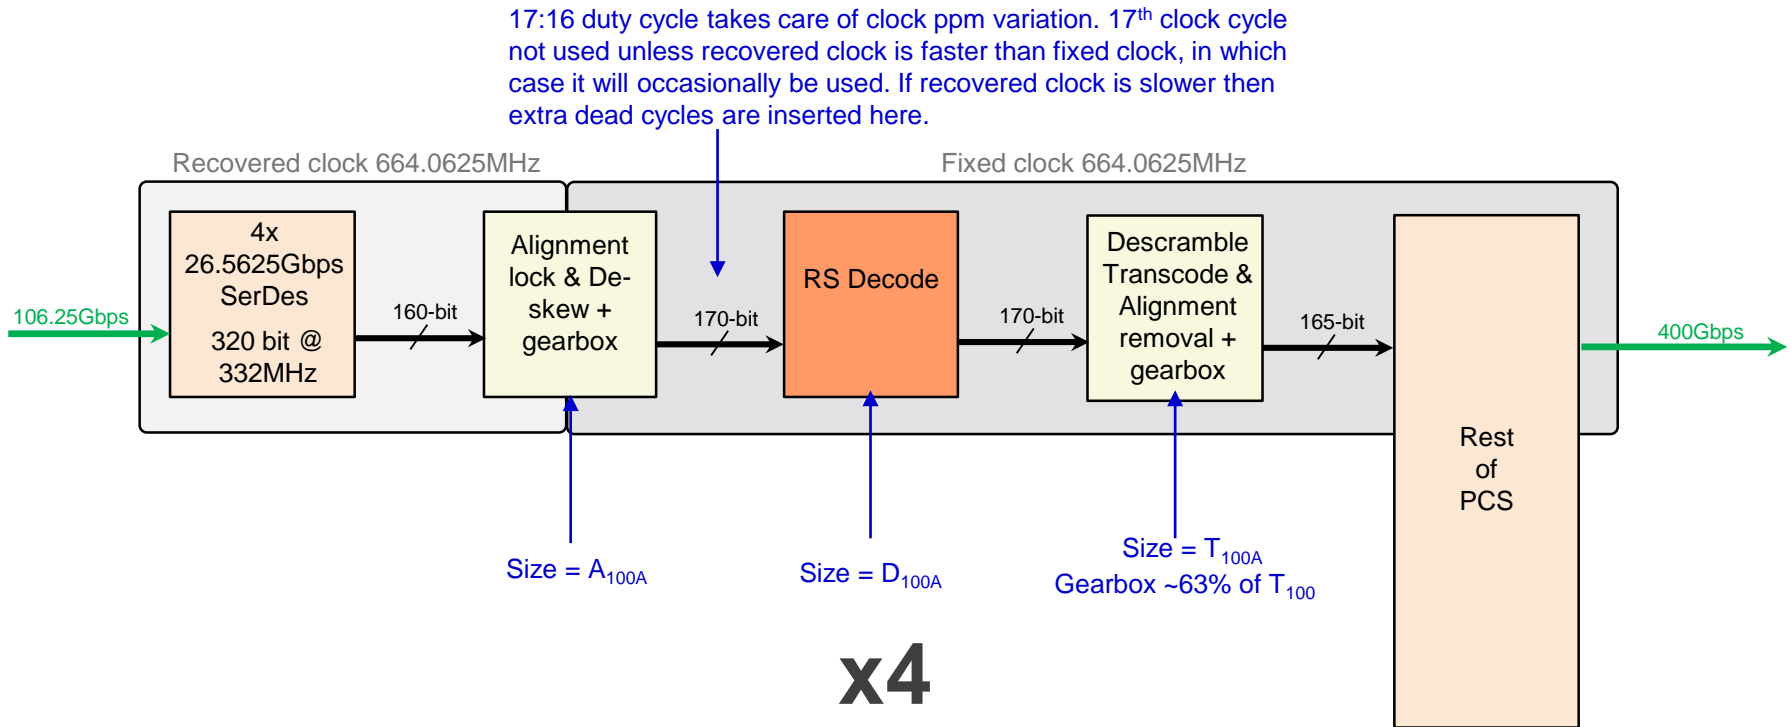 17:16 duty cycle takes care of clock ppm variation. 17th clock cycle
not used unless recovered clock is faster than fixed clock, in which
case it will occasionally be used. If recovered clock is slower then
extra dead cycles are inserted here.
Recovered clock 664.0625MHz
Fixed clock 664.0625MHz
106.25Gbps
4x
26.5625Gbps
SerDes
320 bit @
332MHz
160-bit
Alignment
lock & De-
skew +
gearbox
170-bit
RS Decode
170-bit
Descramble
Transcode &
Alignment
removal +
gearbox
165-bit
Rest
of
PCS
400Gbps
Size = A100A
Size = D100A
Size = T100A
Gearbox ~63% of T100
x4